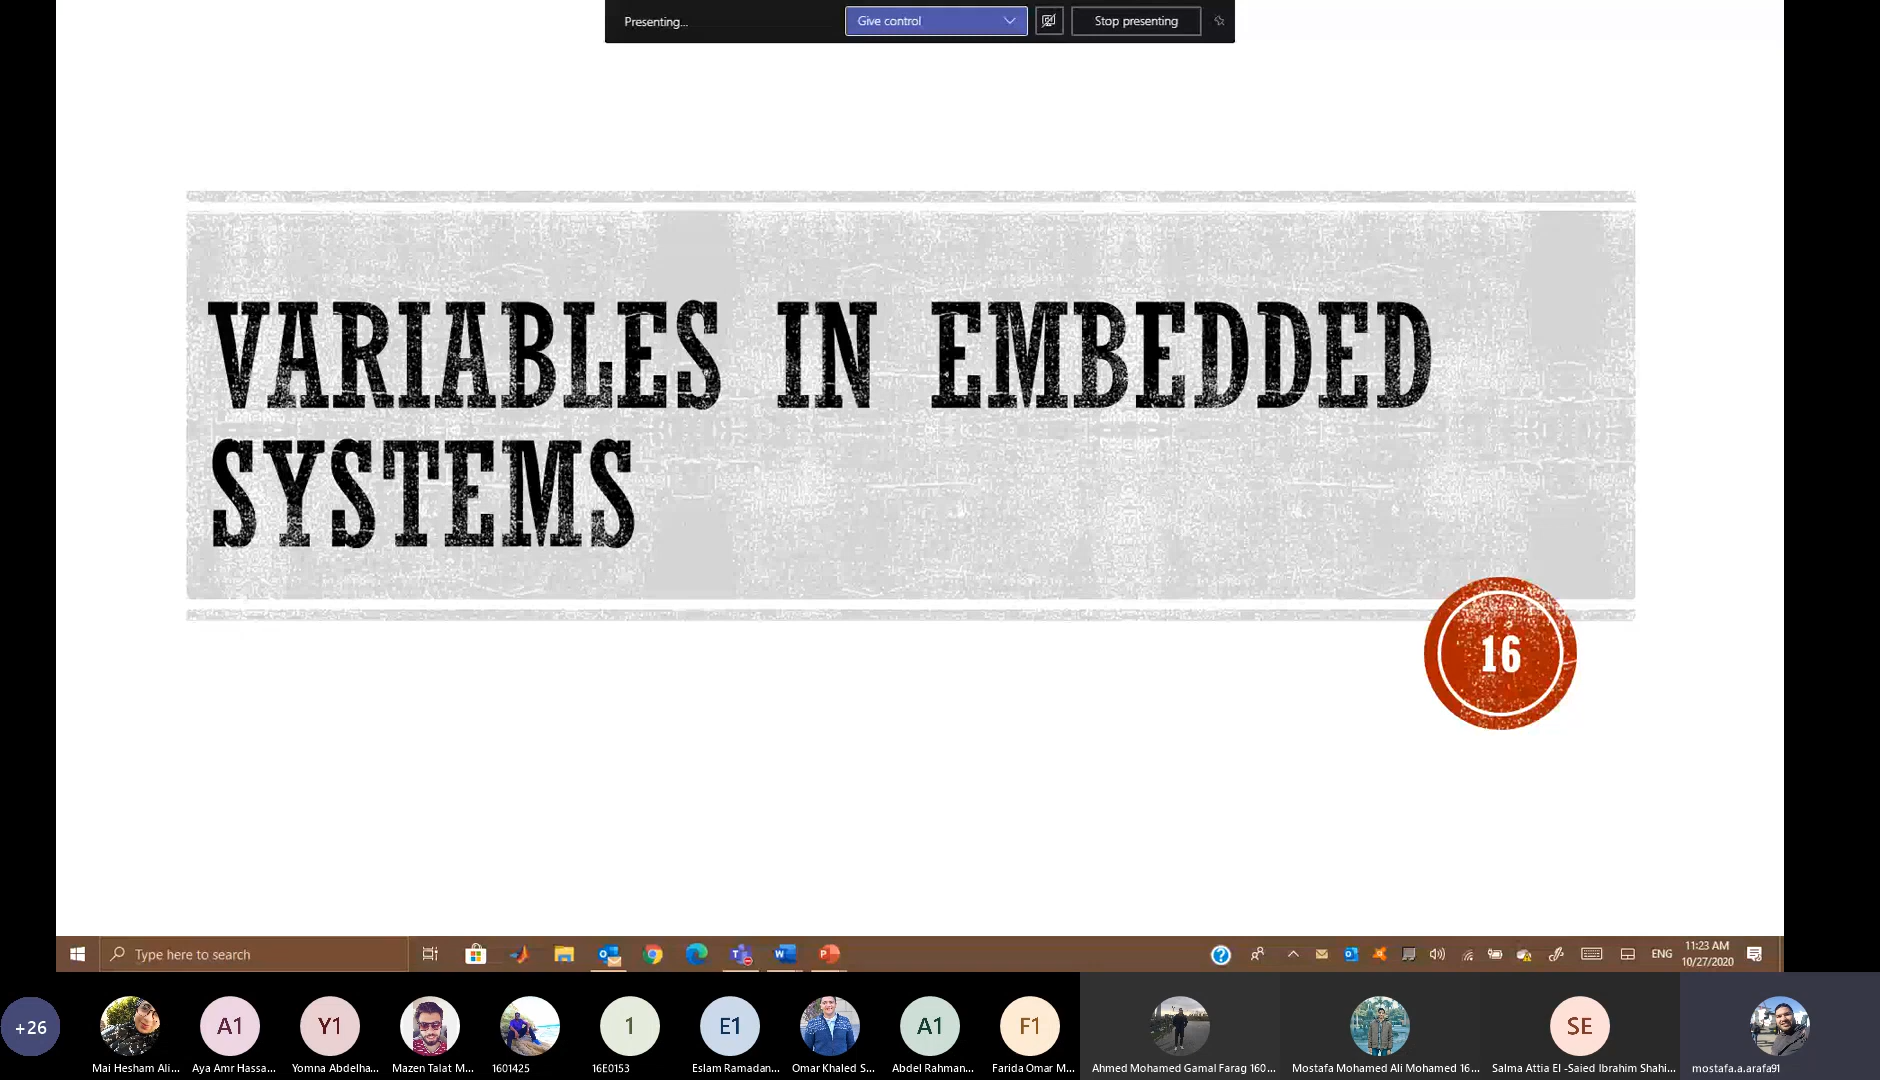 Presenting...
Give control
Stop presenting
VARIABLES IN EMBEDDED
SYSTEMS
16
Type here to search
ENG
11:23 AM
10/27/2020
+26
A1
Y1
1
E1
A1
F1
SE
Mai Hesham Ali...
Aya Amr Hassa...
Yomna Abdelha...
Mazen Talat M...
1601425
16E0153
Eslam Ramadan...
Omar Khaled S...
Abdel Rahman...
Farida Omar M...
Ahmed Mohamed Gamal Farag 160...
Mostafa Mohamed Ali Mohamed 16...
Salma Attia El -Saied Ibrahim Shahi...
mostafa.a.arafa91